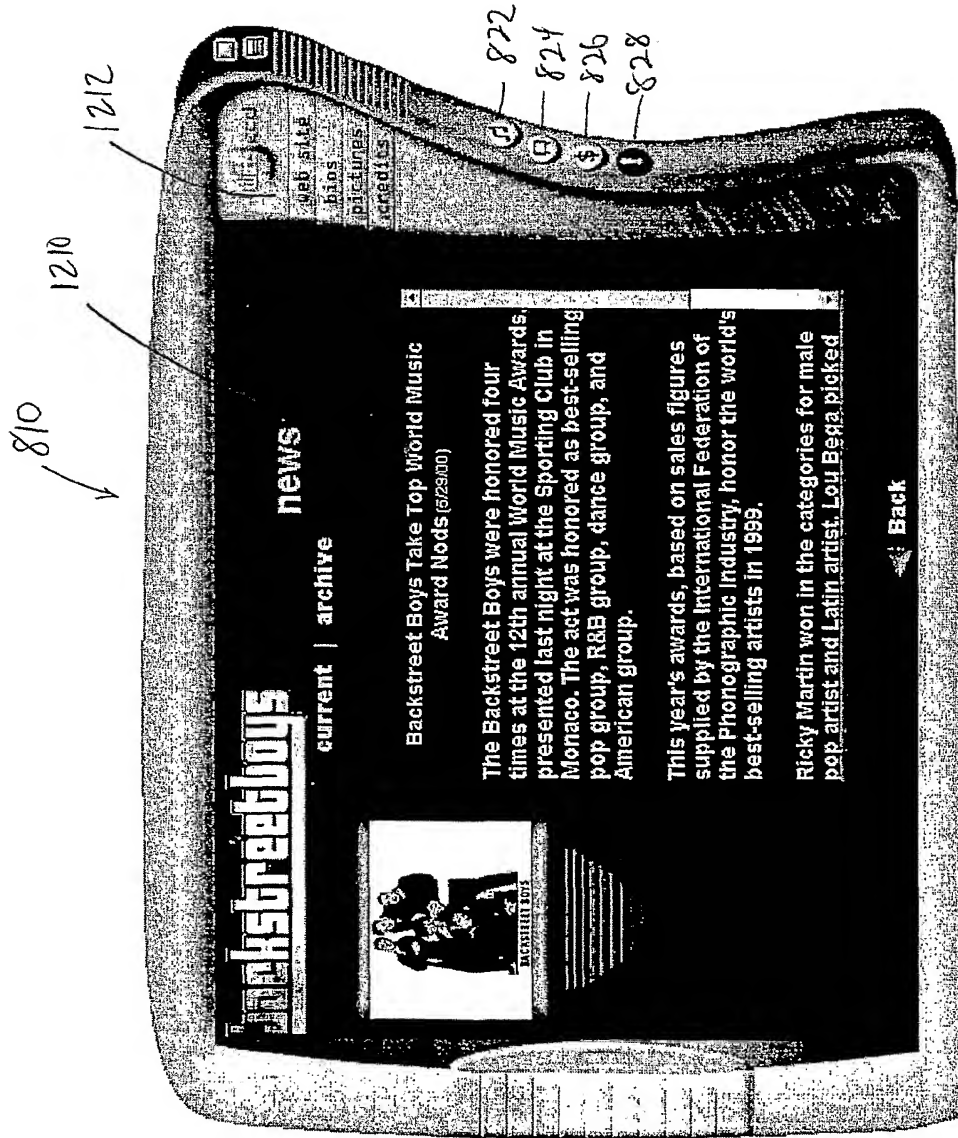 810
1210
1212
backstreetboys
news
current | archive
web site
bios
pictures
credits
Backstreet Boys Take Top World Music
Award Nods (5/29/00)
The Backstreet Boys were honored four
times at the 12th annual World Music Awards,
presented last night at the Sporting Club in
Monaco. The act was honored as best-selling
pop group, R&B group, dance group, and
American group.
This year's awards, based on sales figures
supplied by the International Federation of
the Phonographic Industry, honor the world's
best-selling artists in 1999.
Ricky Martin won in the categories for male
pop artist and Latin artist. Lou Bega picked
BACKSTREET BOYS
Back
$
822
824
826
828